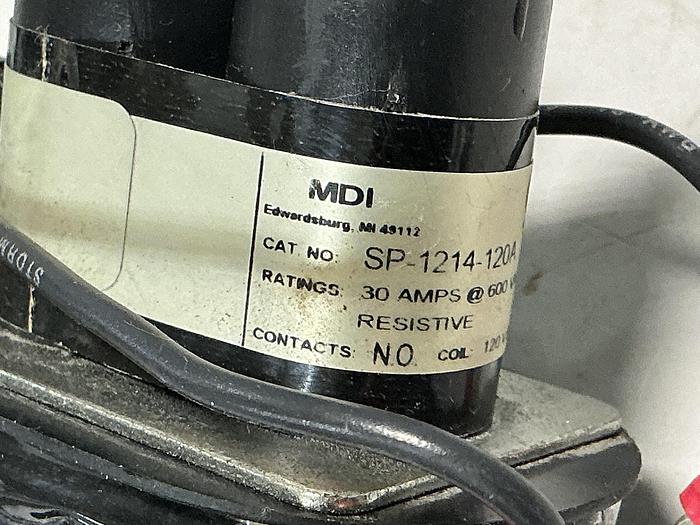 MDI
Edwardsburg, MI 49112
CAT. NO: SP-1214-120A
RATINGS: 30 AMPS @ 600
RESISTIVE
CONTACTS: N.O. COIL: 120